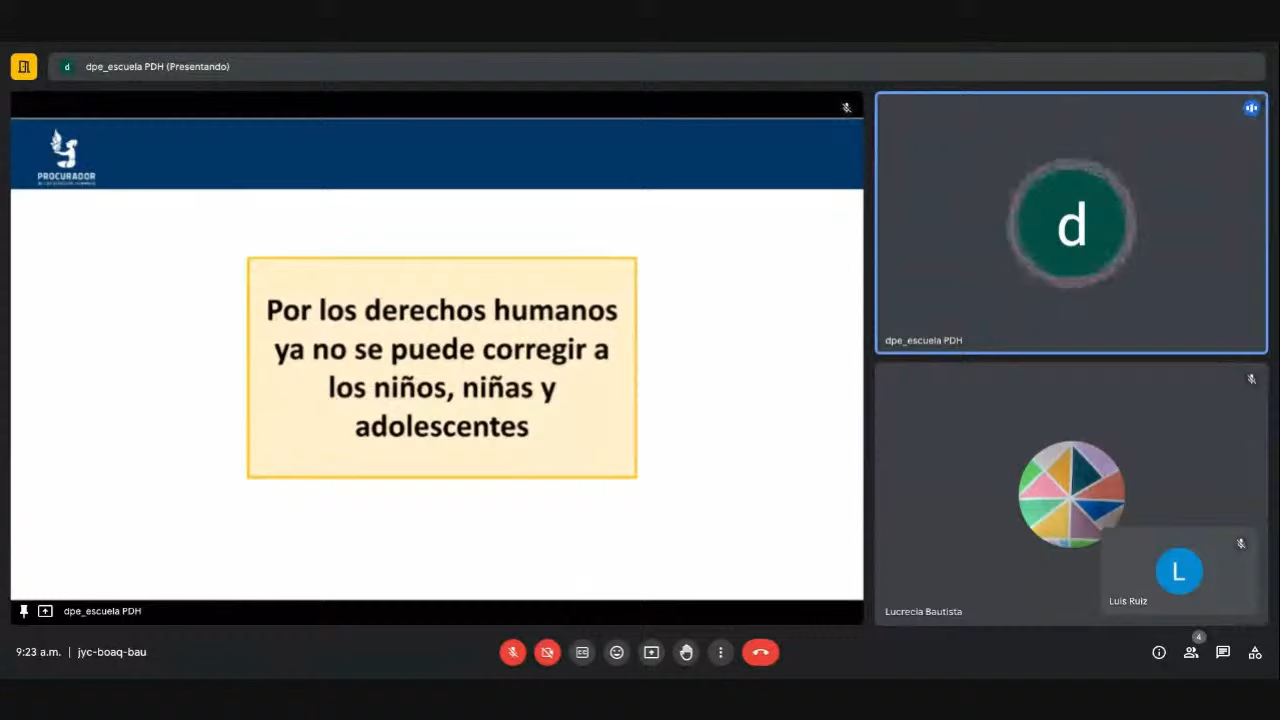 d dpe_escuela PDH (Presentando)
PROCURADOR
Por los derechos humanos
ya no se puede corregir a
los niños, niñas y
adolescentes
dpe_escuela PDH
d
dpe_escuela PDH
Lucrecia Bautista
L
Luis Ruiz
9:23 a.m. | jyc-boaq-bau
4